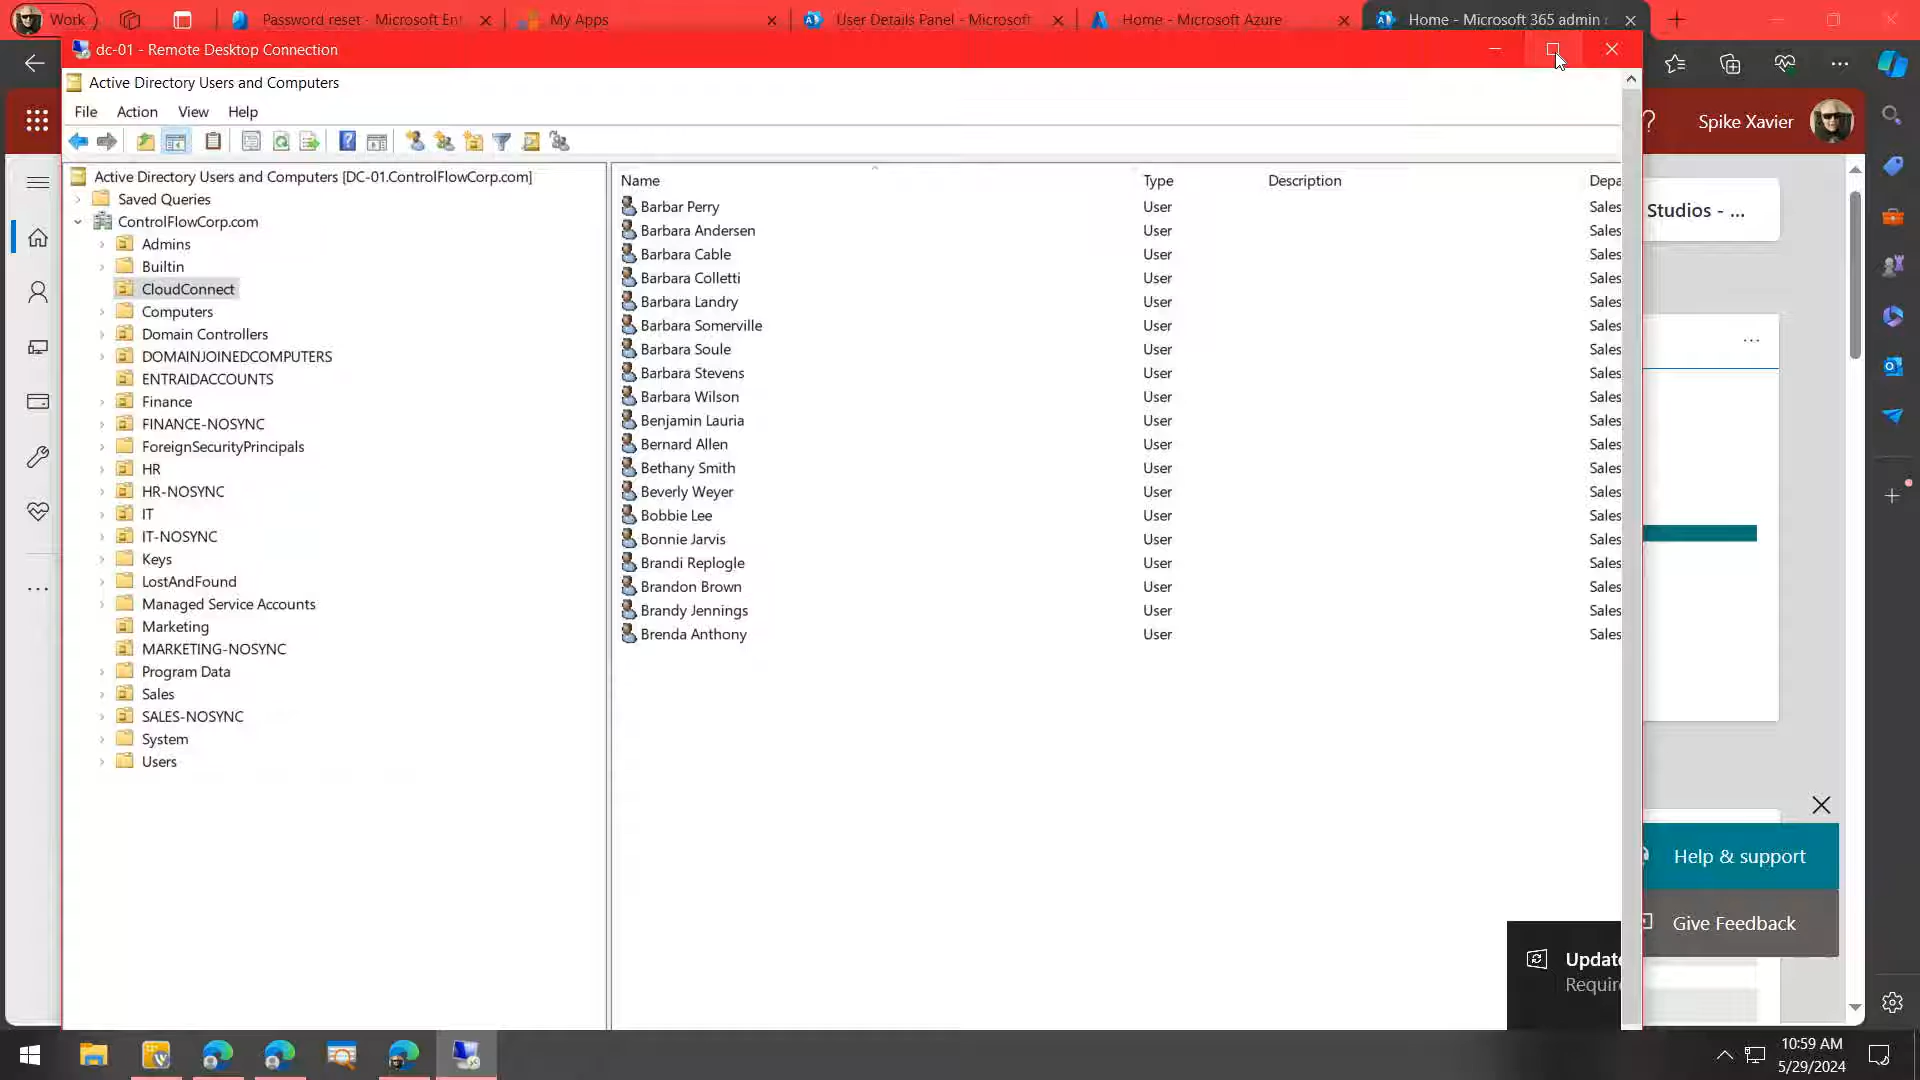 Work
Password reset - Microsoft Ent
My Apps
User Details Panel - Microsoft
Home - Microsoft Azure
Home - Microsoft 365 admin
dc-01 - Remote Desktop Connection
Active Directory Users and Computers
File Action View Help
Spike Xavier
Active Directory Users and Computers [DC-01.ControlFlowCorp.com]
Saved Queries
ControlFlowCorp.com
Admins
Builtin
CloudConnect
Computers
Domain Controllers
DOMAINJOINEDCOMPUTERS
ENTRAIDACCOUNTS
Finance
FINANCE-NOSYNC
ForeignSecurityPrincipals
HR
HR-NOSYNC
IT
IT-NOSYNC
Keys
LostAndFound
Managed Service Accounts
Marketing
MARKETING-NOSYNC
Program Data
Sales
SALES-NOSYNC
System
Users
Name Type Description Depa
Barbar Perry User Sales
Barbara Andersen User Sales
Barbara Cable User Sales
Barbara Colletti User Sales
Barbara Landry User Sales
Barbara Somerville User Sales
Barbara Soule User Sales
Barbara Stevens User Sales
Barbara Wilson User Sales
Benjamin Lauria User Sales
Bernard Allen User Sales
Bethany Smith User Sales
Beverly Weyer User Sales
Bobbie Lee User Sales
Bonnie Jarvis User Sales
Brandi Replogle User Sales
Brandon Brown User Sales
Brandy Jennings User Sales
Brenda Anthony User Sales
Studios - ...
Help & support
Give Feedback
Update
Require
10:59 AM
5/29/2024